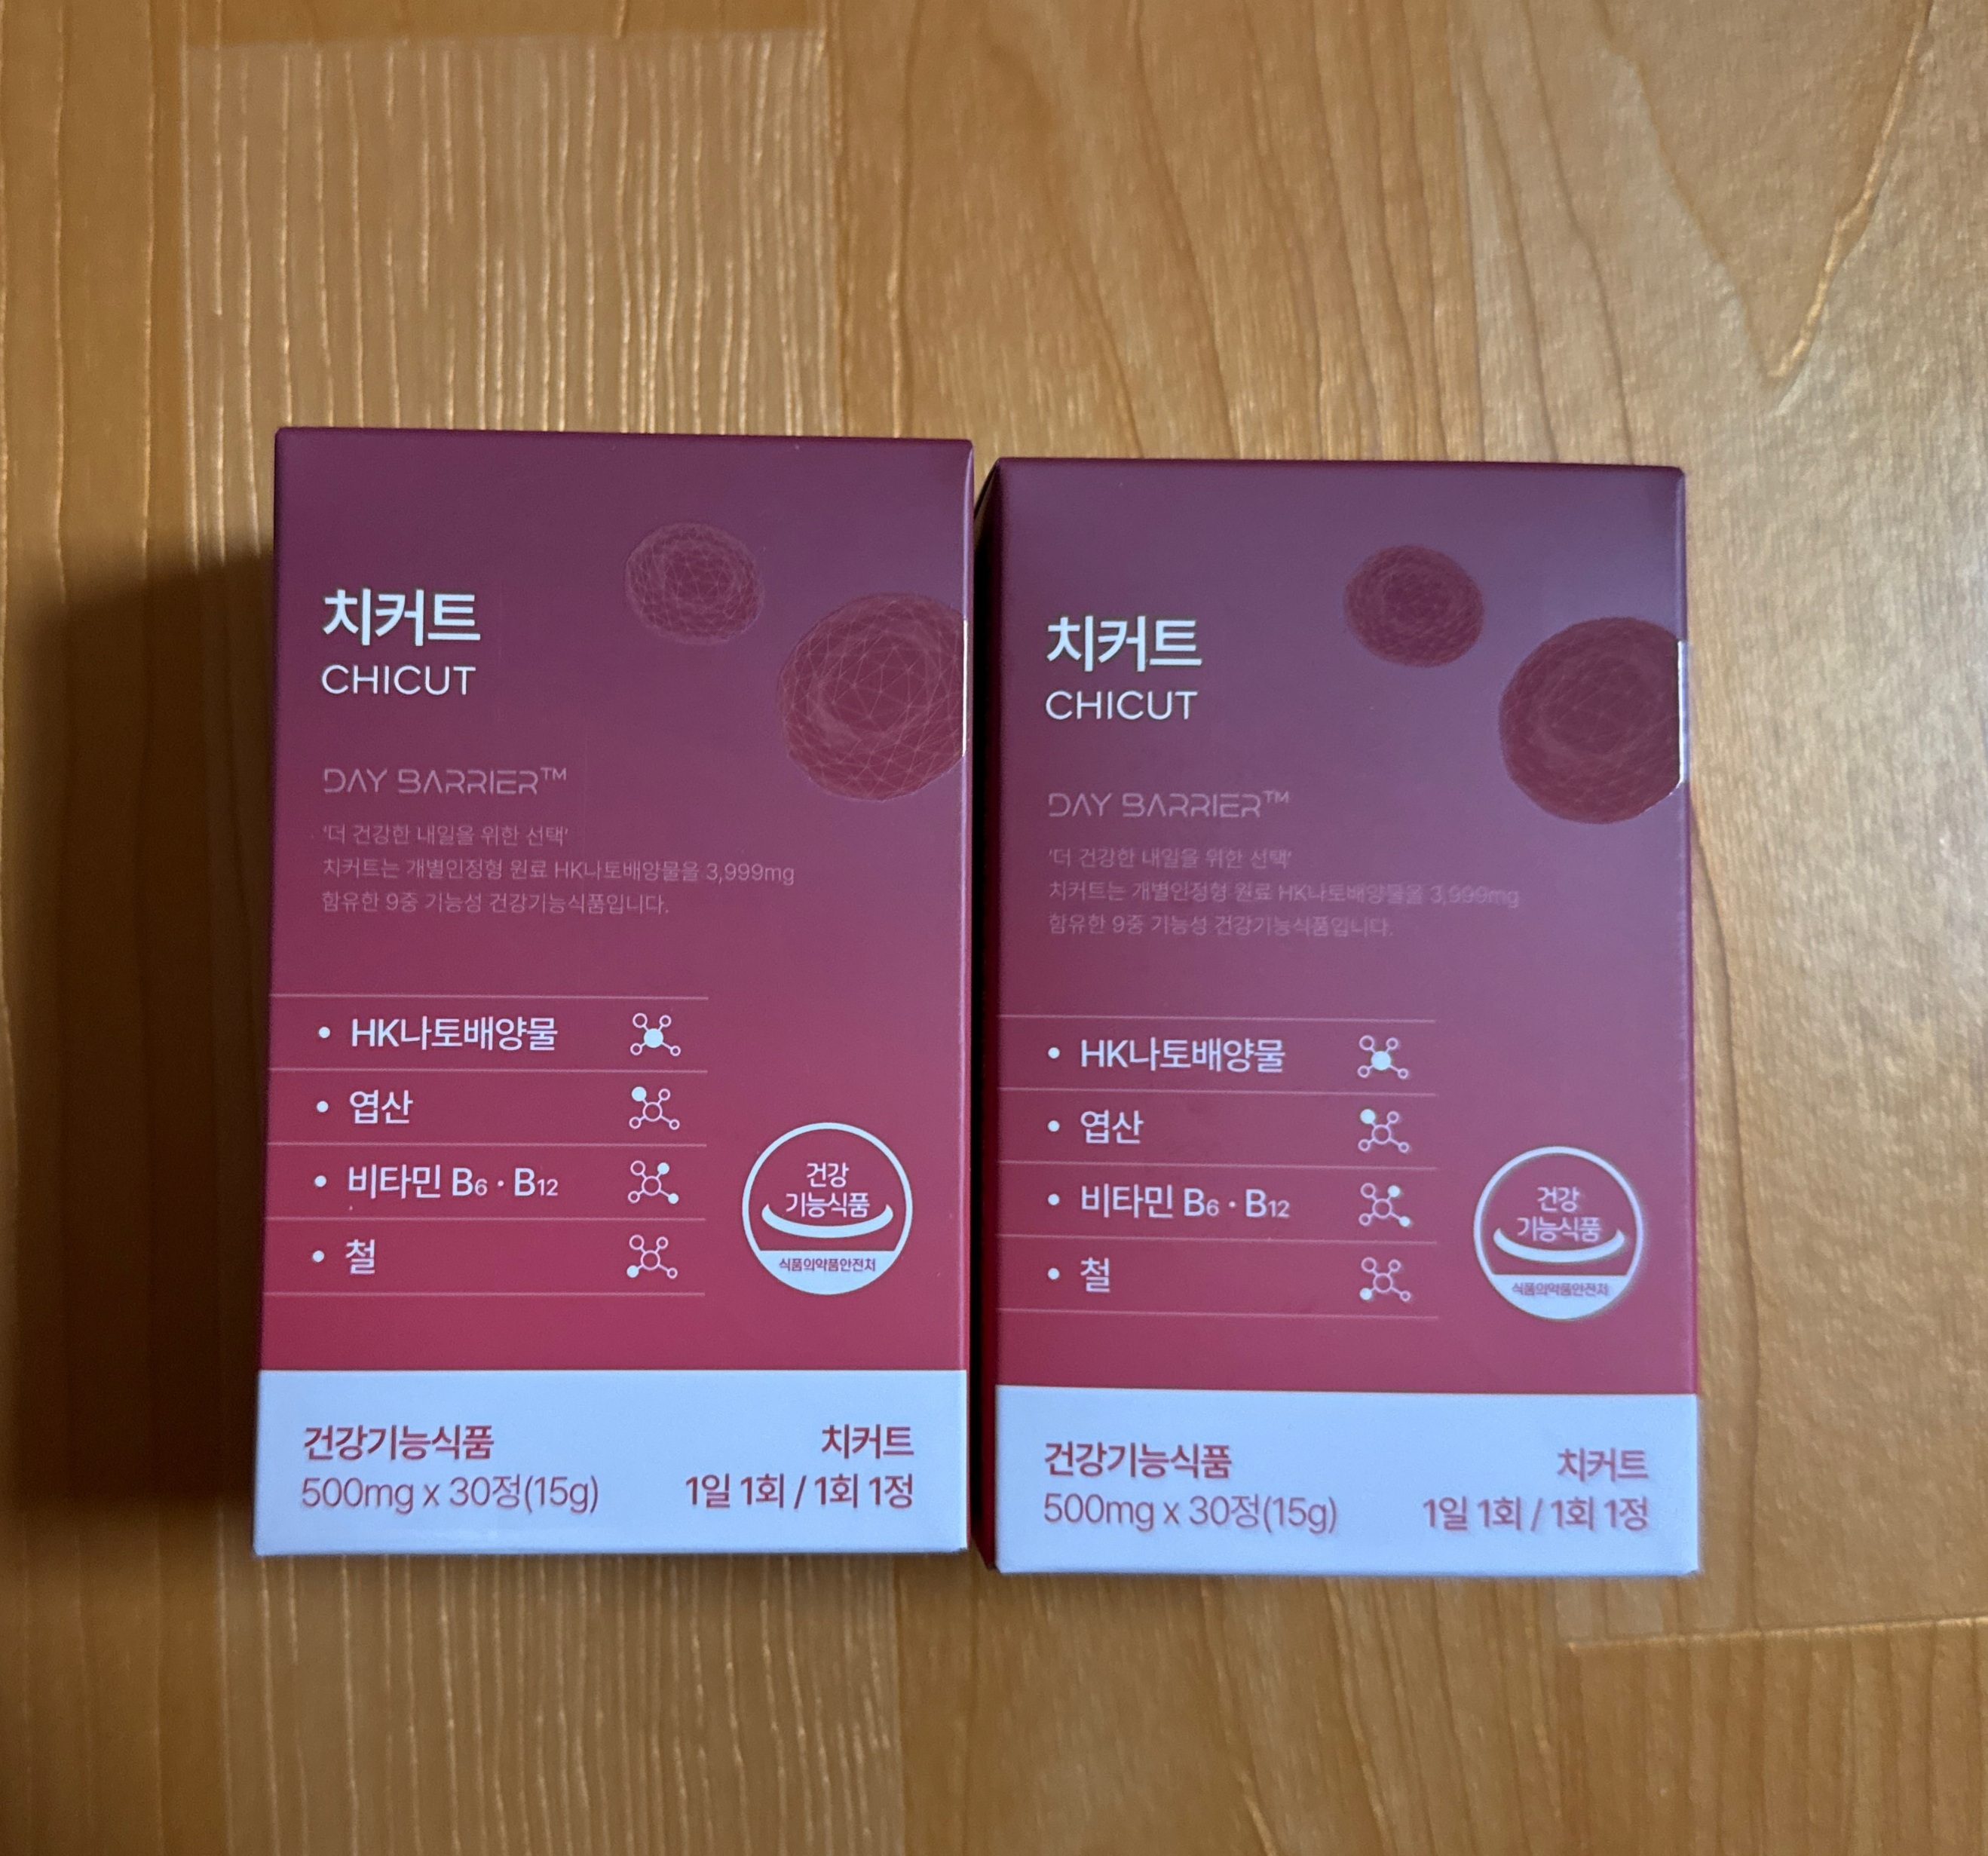 치커트
CHICUT
DAY BARRIER™
'더 건강한 내일을 위한 선택'
치커트는 개별인정형 원료 HK나토배양물을 3,999mg
함유한 9중 기능성 건강기능식품입니다.
• HK나토배양물
• 엽산
• 비타민 B6 • B12
• 철
건강
기능식품
식품의약품안전처
건강기능식품
500mg x 30정(15g)
치커트
1일 1회 / 1회 1정
치커트
CHICUT
DAY BARRIER™
'더 건강한 내일을 위한 선택'
치커트는 개별인정형 원료 HK나토배양물을 3,999mg
함유한 9중 기능성 건강기능식품입니다.
• HK나토배양물
• 엽산
• 비타민 B6 • B12
• 철
건강
기능식품
식품의약품안전처
건강기능식품
500mg x 30정(15g)
치커트
1일 1회 / 1회 1정